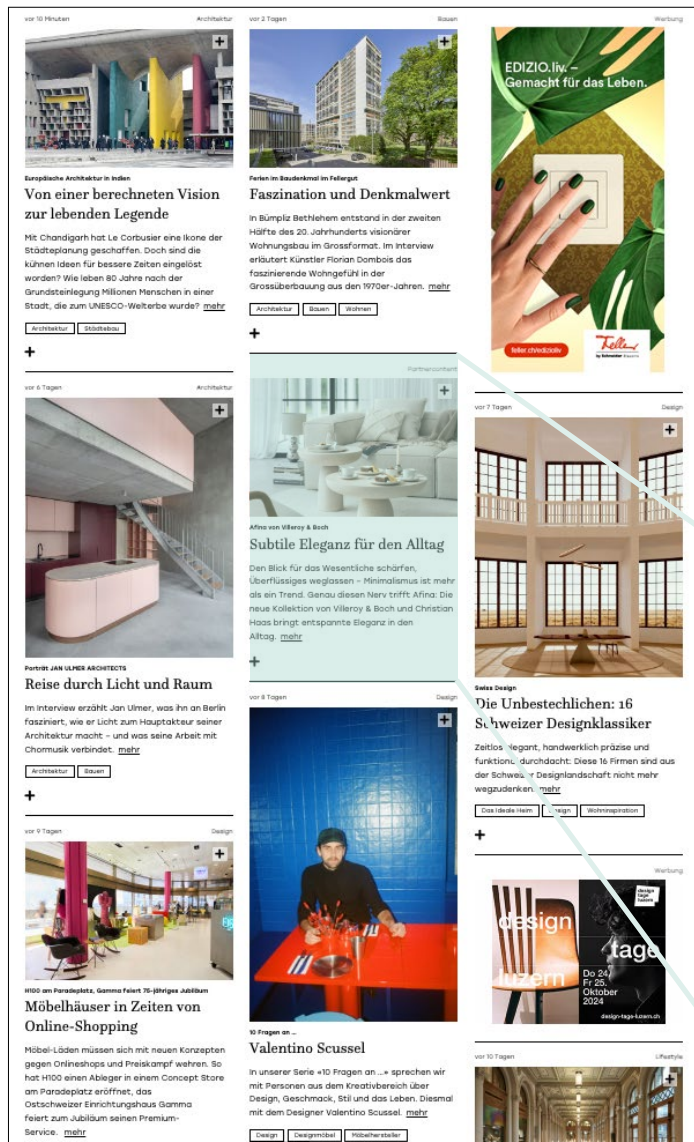 vor 10 Minuten
Architektur
Europäische Architektur in Indien
Von einer berechneten Vision
zur lebenden Legende
Mit Chandigarh hat Le Corbusier eine Ikone der
Städteplanung geschaffen. Doch sind die
kühnen Ideen für bessere Zeiten eingelöst
worden? Wie leben 80 Jahre nach der
Grundsteinlegung Millionen Menschen in einer
Stadt, die zum UNESCO-Welterbe wurde? mehr
Architektur
Städtebau
vor 6 Tagen
Architektur
Porträt JAN ULMER ARCHITECTS
Reise durch Licht und Raum
Im Interview erzählt Jan Ulmer, was ihn an Berlin
fasziniert, wie er Licht zum Hauptakteur seiner
Architektur macht – und was seine Arbeit mit
Chormusik verbindet. mehr
Architektur
Bauen
vor 9 Tagen
Design
H100 am Paradeplatz, Gamma feiert 75-jähriges Jubiläum
Möbelhäuser in Zeiten von
Online-Shopping
Möbel-Läden müssen sich mit neuen Konzepten
gegen Onlineshops und Preiskampf wehren. So
hat H100 einen Ableger in einem Concept Store
am Paradeplatz eröffnet, das
Ostschweizer Einrichtungshaus Gamma
feiert zum Jubiläum seinen Premium-
Service. mehr
vor 2 Tagen
Bauen
Ferien im Baudenkmal im Fellergut
Faszination und Denkmalwert
In Bümpliz Bethlehem entstand in der zweiten
Hälfte des 20. Jahrhunderts visionärer
Wohnungsbau im Grossformat. Im Interview
erläutert Künstler Florian Dombois das
faszinierende Wohngefühl in der
Grossüberbauung aus den 1970er-Jahren. mehr
Architektur
Bauen
Wohnen
Partnercontent
Afina von Villeroy & Boch
Subtile Eleganz für den Alltag
Den Blick für das Wesentliche schärfen,
Überflüssiges weglassen – Minimalismus ist mehr
als ein Trend. Genau diesen Nerv trifft Afina: Die
neue Kollektion von Villeroy & Boch und Christian
Haas bringt entspannte Eleganz in den
Alltag. mehr
vor 8 Tagen
Design
10 Fragen an ...
Valentino Scussel
In unserer Serie «10 Fragen an ...» sprechen wir
mit Personen aus dem Kreativbereich über
Design, Geschmack, Stil und das Leben. Diesmal
mit dem Designer Valentino Scussel. mehr
Design
Designmöbel
Möbelhersteller
Werbung
EDIZIO.liv. –
Gemacht für das Leben.
feller.ch/edizioliv
Feller
by Schneider Electric
vor 7 Tagen
Design
Swiss Design
Die Unbestechlichen: 16
Schweizer Designklassiker
Zeitlos elegant, handwerklich präzise und
funktional durchdacht: Diese 16 Firmen sind aus
der Schweizer Designlandschaft nicht mehr
wegzudenken. mehr
Das Ideale Heim
Design
Wohninspiration
Werbung
design
tage
luzern
design
tage
luzern
Do 24/
Fr 25.
Oktober
2024
design-tage-luzern.ch
vor 10 Tagen
Lifestyle